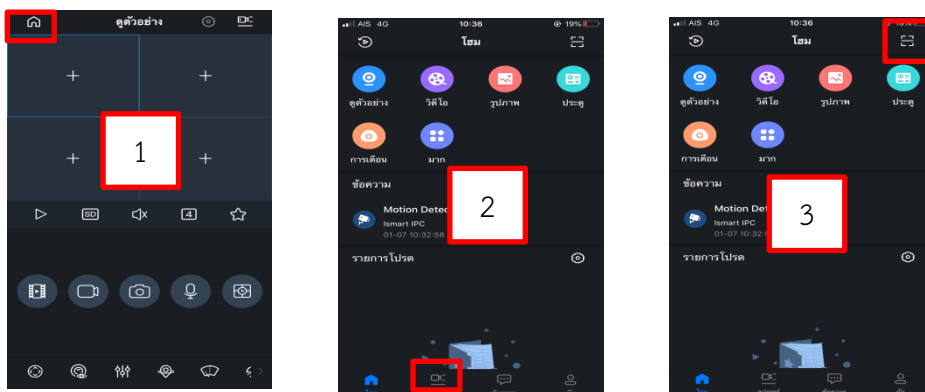 ดูตัวอย่าง
SD
4
1
AIS 4G 10:36 19%
โฮม
ดูตัวอย่าง วิดีโอ รูปภาพ ประตู
การเตือน มาก
ข้อความ
Motion Detec
Ismart IPC
01-07 10:32:58
รายการโปรด
2
AIS 4G 10:36
โฮม
ดูตัวอย่าง วิดีโอ รูปภาพ ประตู
การเตือน มาก
ข้อความ
Motion Det
Ismart IPC
01-07 10:32:
รายการโปรด
3